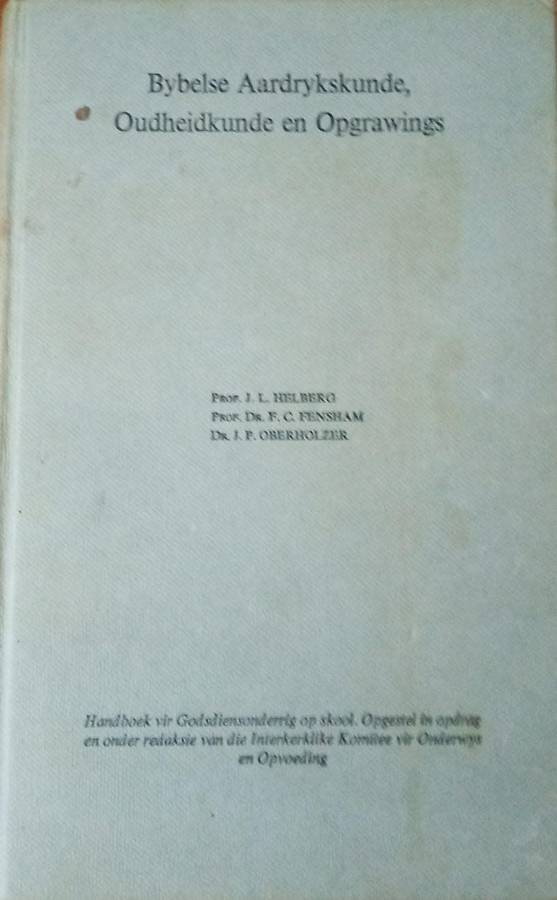 Bybelse Aardrykskunde,
Oudheidkunde en Opgrawings
PROF. J. L. HELBERG
PROF. DR. F. C. FENSHAM
DR. J. P. OBERHOLZER
Handboek vir Godsdiensonderrig op skool. Opgestel in opdrag
en onder redaksie van die Interkerklike Komitee vir Onderwys
en Opvoeding